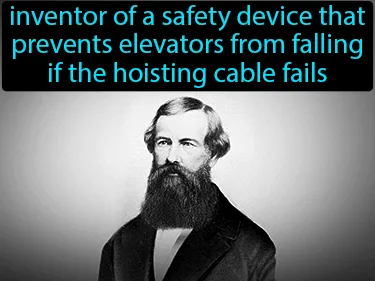 inventor of a safety device that
prevents elevators from falling
if the hoisting cable fails